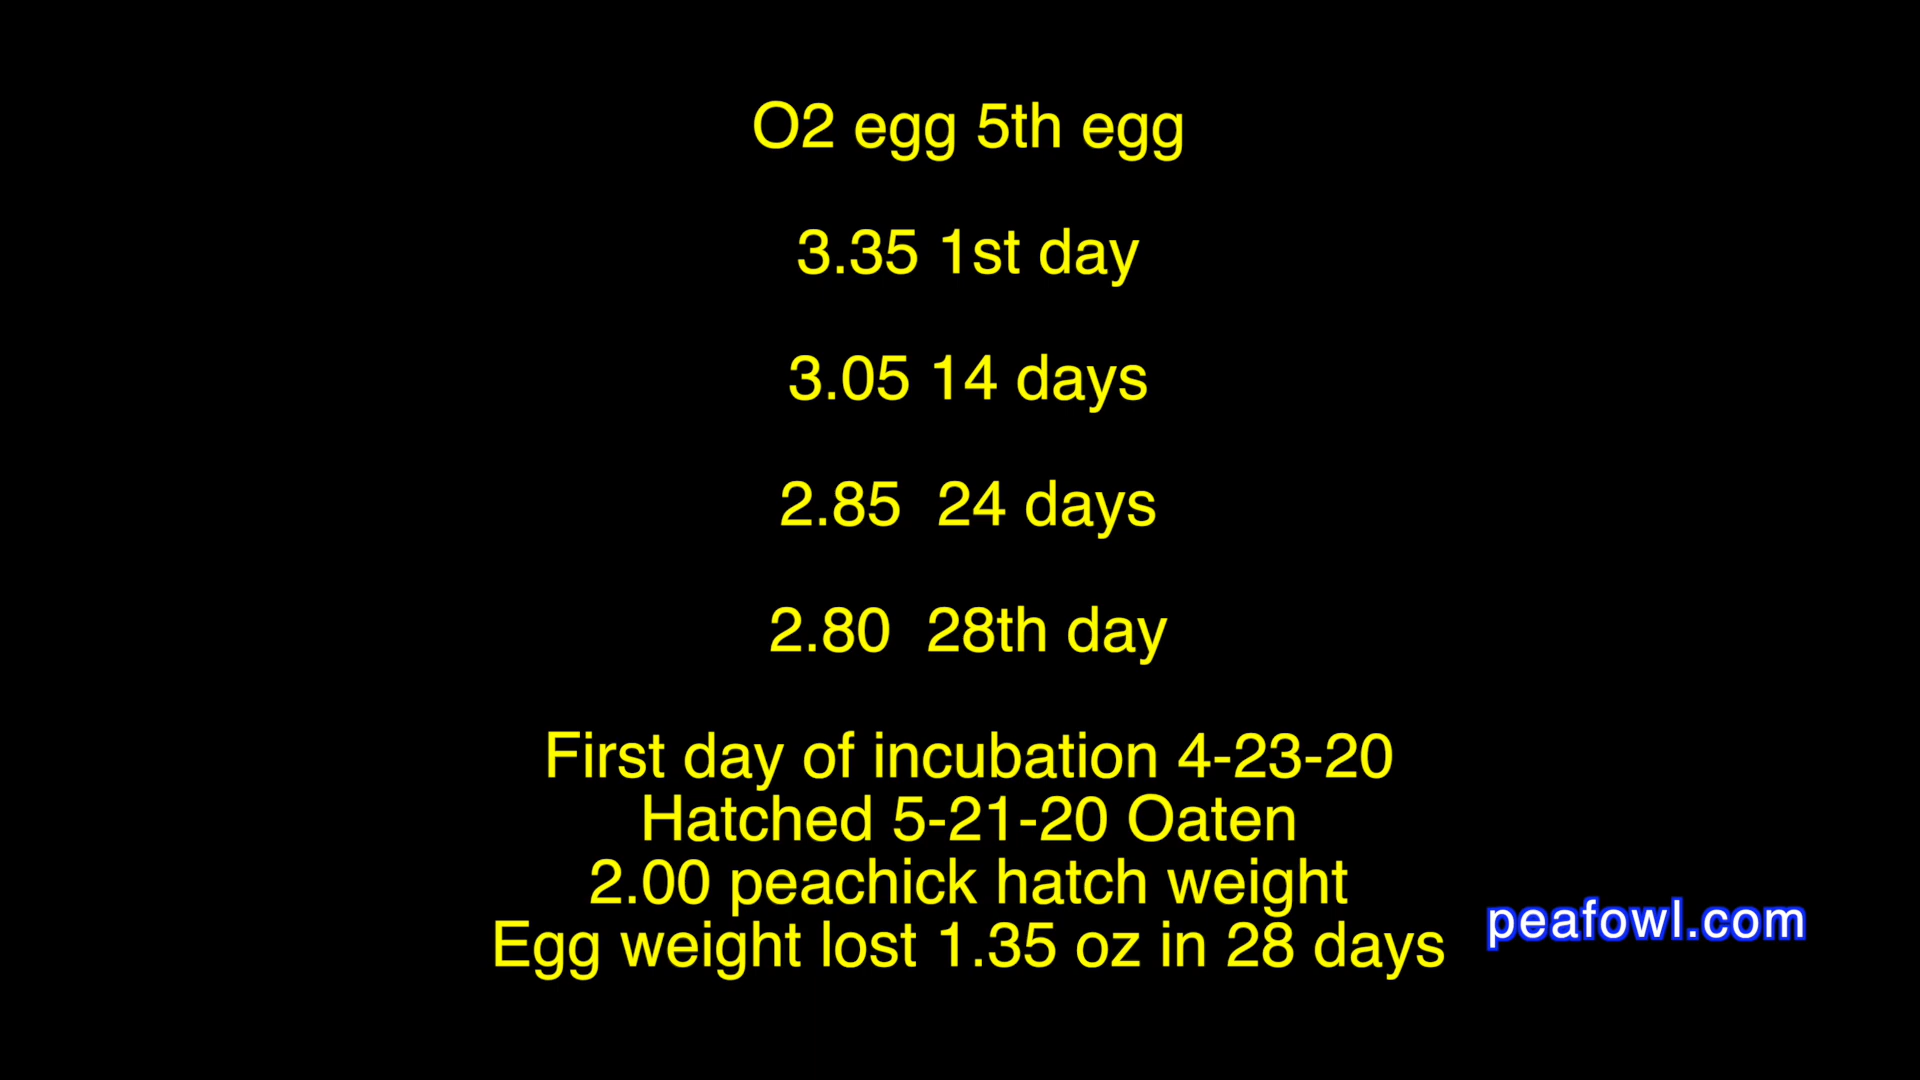 O2 egg 5th egg
3.35 1st day
3.05 14 days
2.85  24 days
2.80  28th day
First day of incubation 4-23-20
Hatched 5-21-20 Oaten
2.00 peachick hatch weight
Egg weight lost 1.35 oz in 28 days
peafowl.com